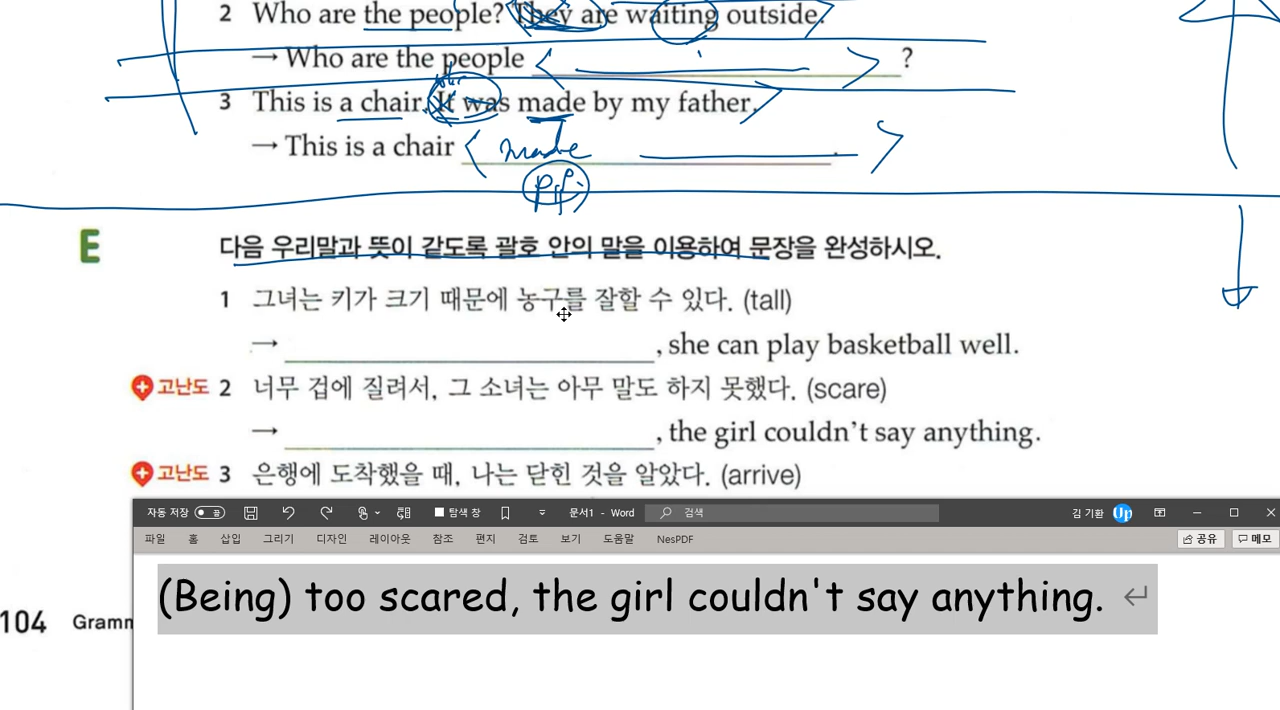 2 Who are the people? They are waiting outside.
→ Who are the people ?
3 This is a chair. It was made by my father.
→ This is a chair made .
p.p.
E 다음 우리말과 뜻이 같도록 괄호 안의 말을 이용하여 문장을 완성하시오.
1 그녀는 키가 크기 때문에 농구를 잘할 수 있다. (tall)
→ , she can play basketball well.
고난도 2 너무 겁에 질려서, 그 소녀는 아무 말도 하지 못했다. (scare)
→ , the girl couldn't say anything.
고난도 3 은행에 도착했을 때, 나는 닫힌 것을 알았다. (arrive)
자동 저장 탐색 창 문서1 - Word 검색 김 기환 Up
파일 홈 삽입 그리기 디자인 레이아웃 참조 편지 검토 보기 도움말 NesPDF 공유 메모
(Being) too scared, the girl couldn't say anything.
104 Gramm